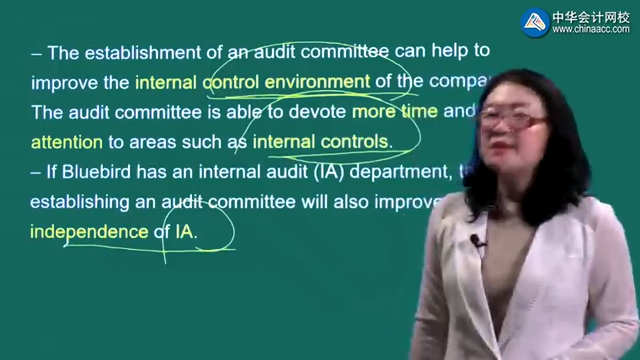 中华会计网校
www.chinaacc.com
– The establishment of an audit committee can help to
improve the internal control environment of the
The audit committee is able to devote more time and
attention to areas such as internal controls.
– If Bluebird has an internal audit (IA) department,
establishing an audit committee will also improve
independence of IA.